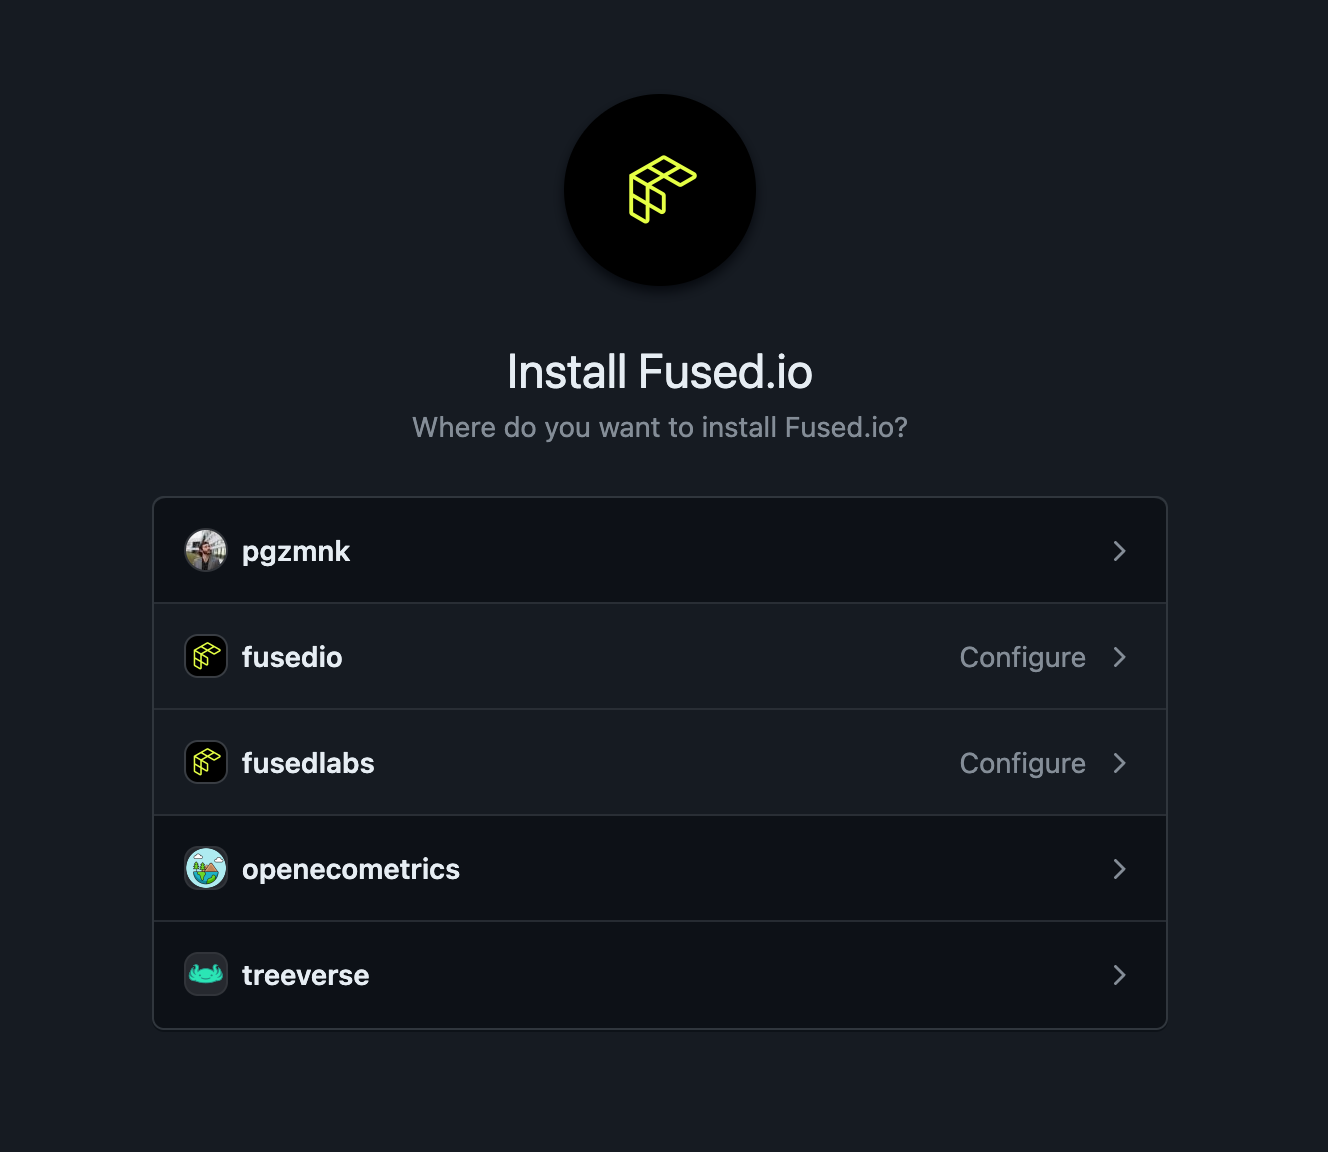 Install Fused.io
Where do you want to install Fused.io?
pgzmnk
fusedio Configure
fusedlabs Configure
openecometrics
treeverse